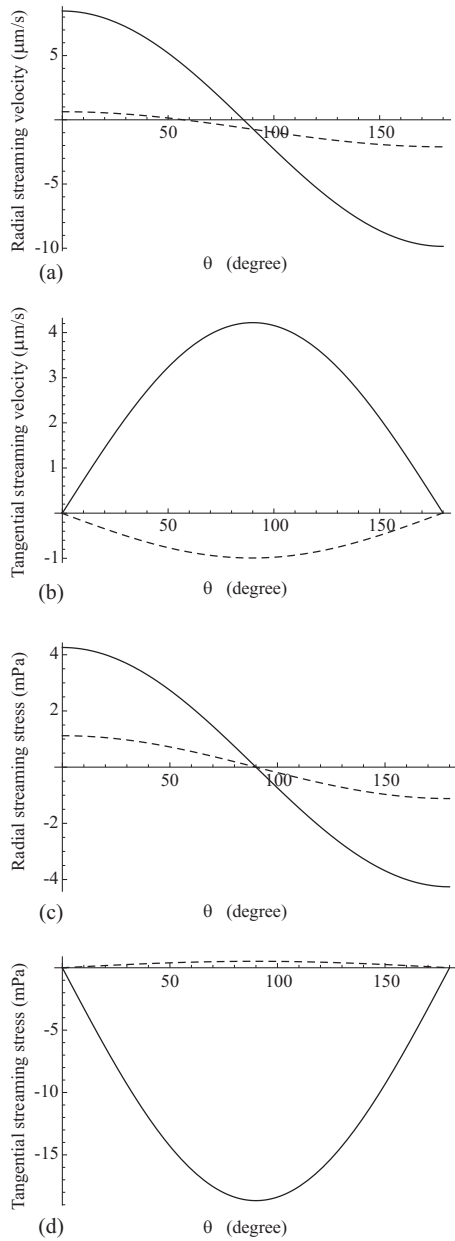 Radial streaming velocity (μm/s)
5
50
100
150
-5
-10
θ (degree)
(a)
Tangential streaming velocity (μm/s)
4
3
2
1
50
100
150
-1
θ (degree)
(b)
Radial streaming stress (mPa)
4
2
50
100
150
-2
-4
θ (degree)
(c)
Tangential streaming stress (mPa)
50
100
150
-5
-10
-15
θ (degree)
(d)